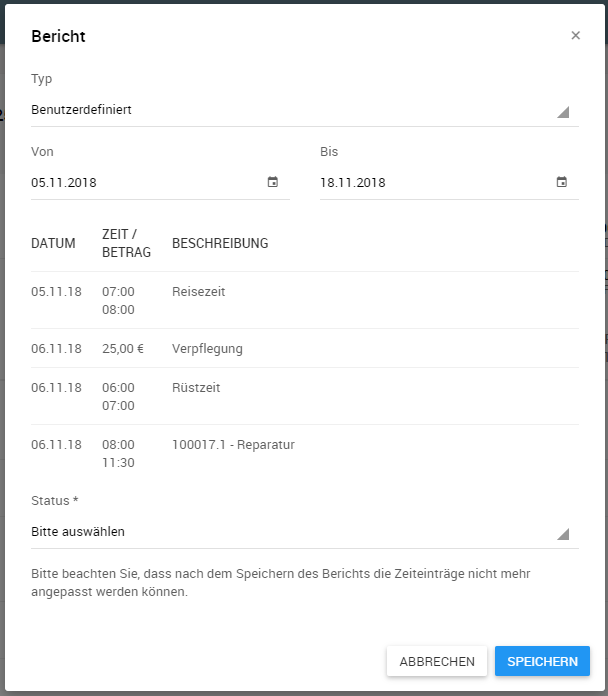 Bericht
×
Typ
Benutzerdefiniert
Von
Bis
05.11.2018
18.11.2018
DATUM
ZEIT /
BETRAG
BESCHREIBUNG
05.11.18
07:00
08:00
Reisezeit
06.11.18
25,00 €
Verpflegung
06.11.18
06:00
07:00
Rüstzeit
06.11.18
08:00
11:30
100017.1 - Reparatur
Status *
Bitte auswählen
Bitte beachten Sie, dass nach dem Speichern des Berichts die Zeiteinträge nicht mehr
angepasst werden können.
ABBRECHEN
SPEICHERN